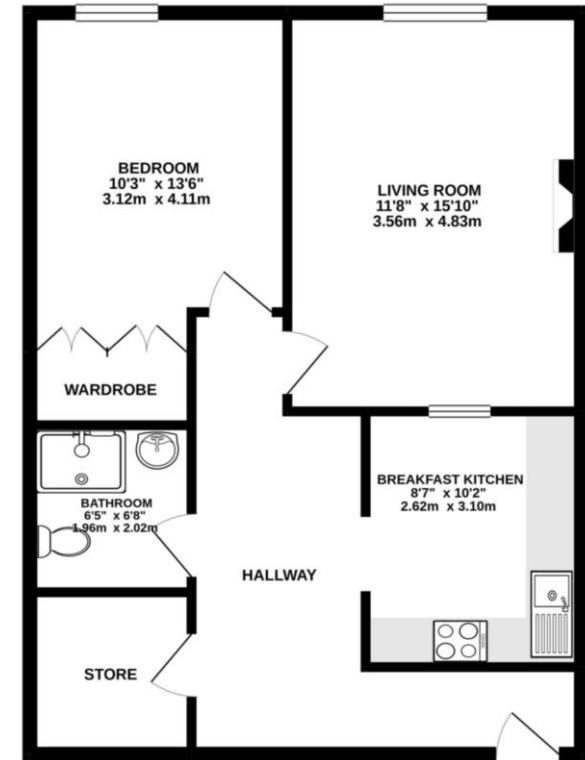 BEDROOM
10'3" x 13'6"
3.12m x 4.11m
LIVING ROOM
11'8" x 15'10"
3.56m x 4.83m
WARDROBE
BATHROOM
6'5" x 6'8"
1.96m x 2.02m
BREAKFAST KITCHEN
8'7" x 10'2"
2.62m x 3.10m
HALLWAY
STORE